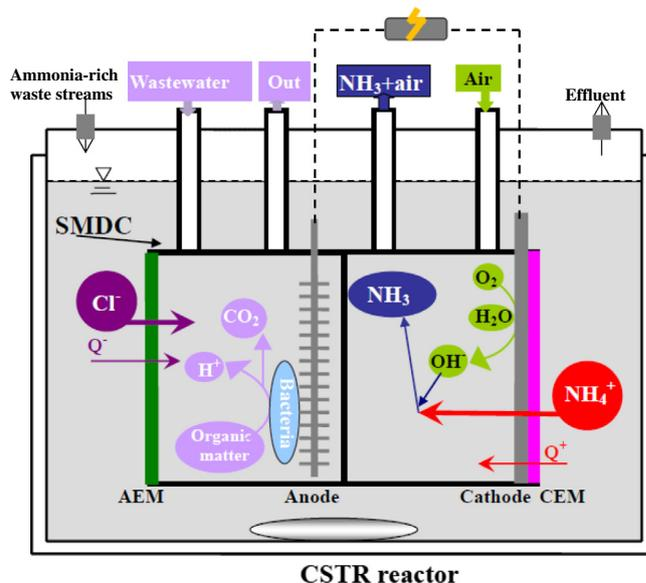 Ammonia-rich
waste streams
Wastewater
Out
NH₃+air
Air
Effluent
SMDC
Cl⁻
Q⁻
CO₂
H⁺
Organic
matter
Bacteria
NH₃
O₂
H₂O
OH⁻
NH₄⁺
Q⁺
AEM
Anode
Cathode
CEM
CSTR reactor